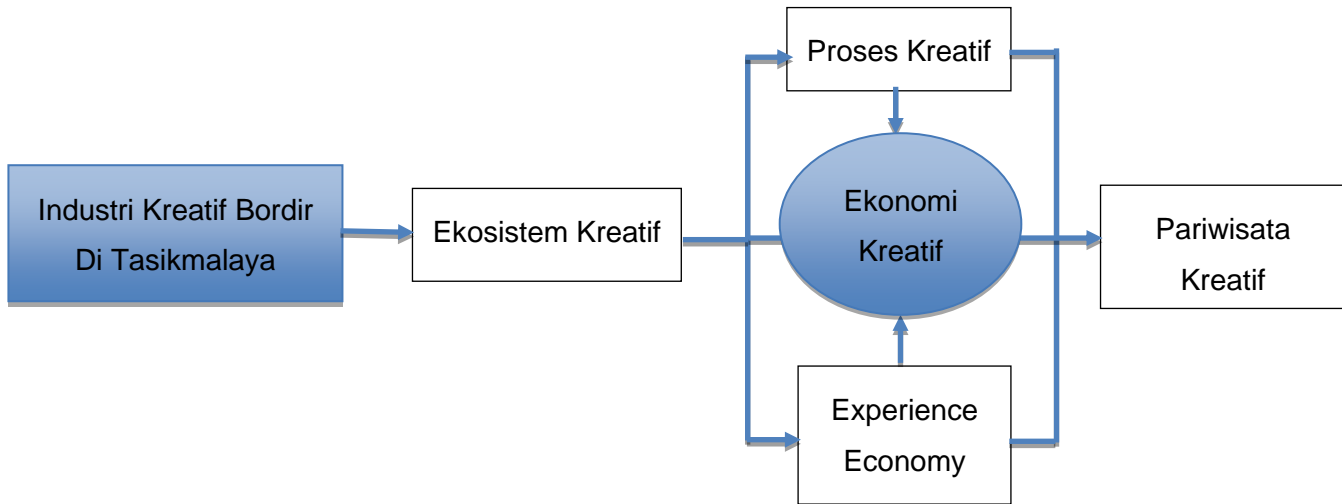 Industri Kreatif Bordir
Di Tasikmalaya
Ekosistem Kreatif
Proses Kreatif
Ekonomi
Kreatif
Experience
Economy
Pariwisata
Kreatif